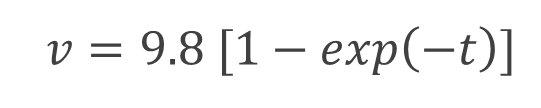 v = 9.8 [1 − exp(−t)]